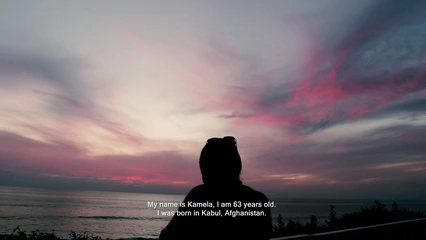 My name is Kamela, I am 63 years old.
I was born in Kabul, Afghanistan.